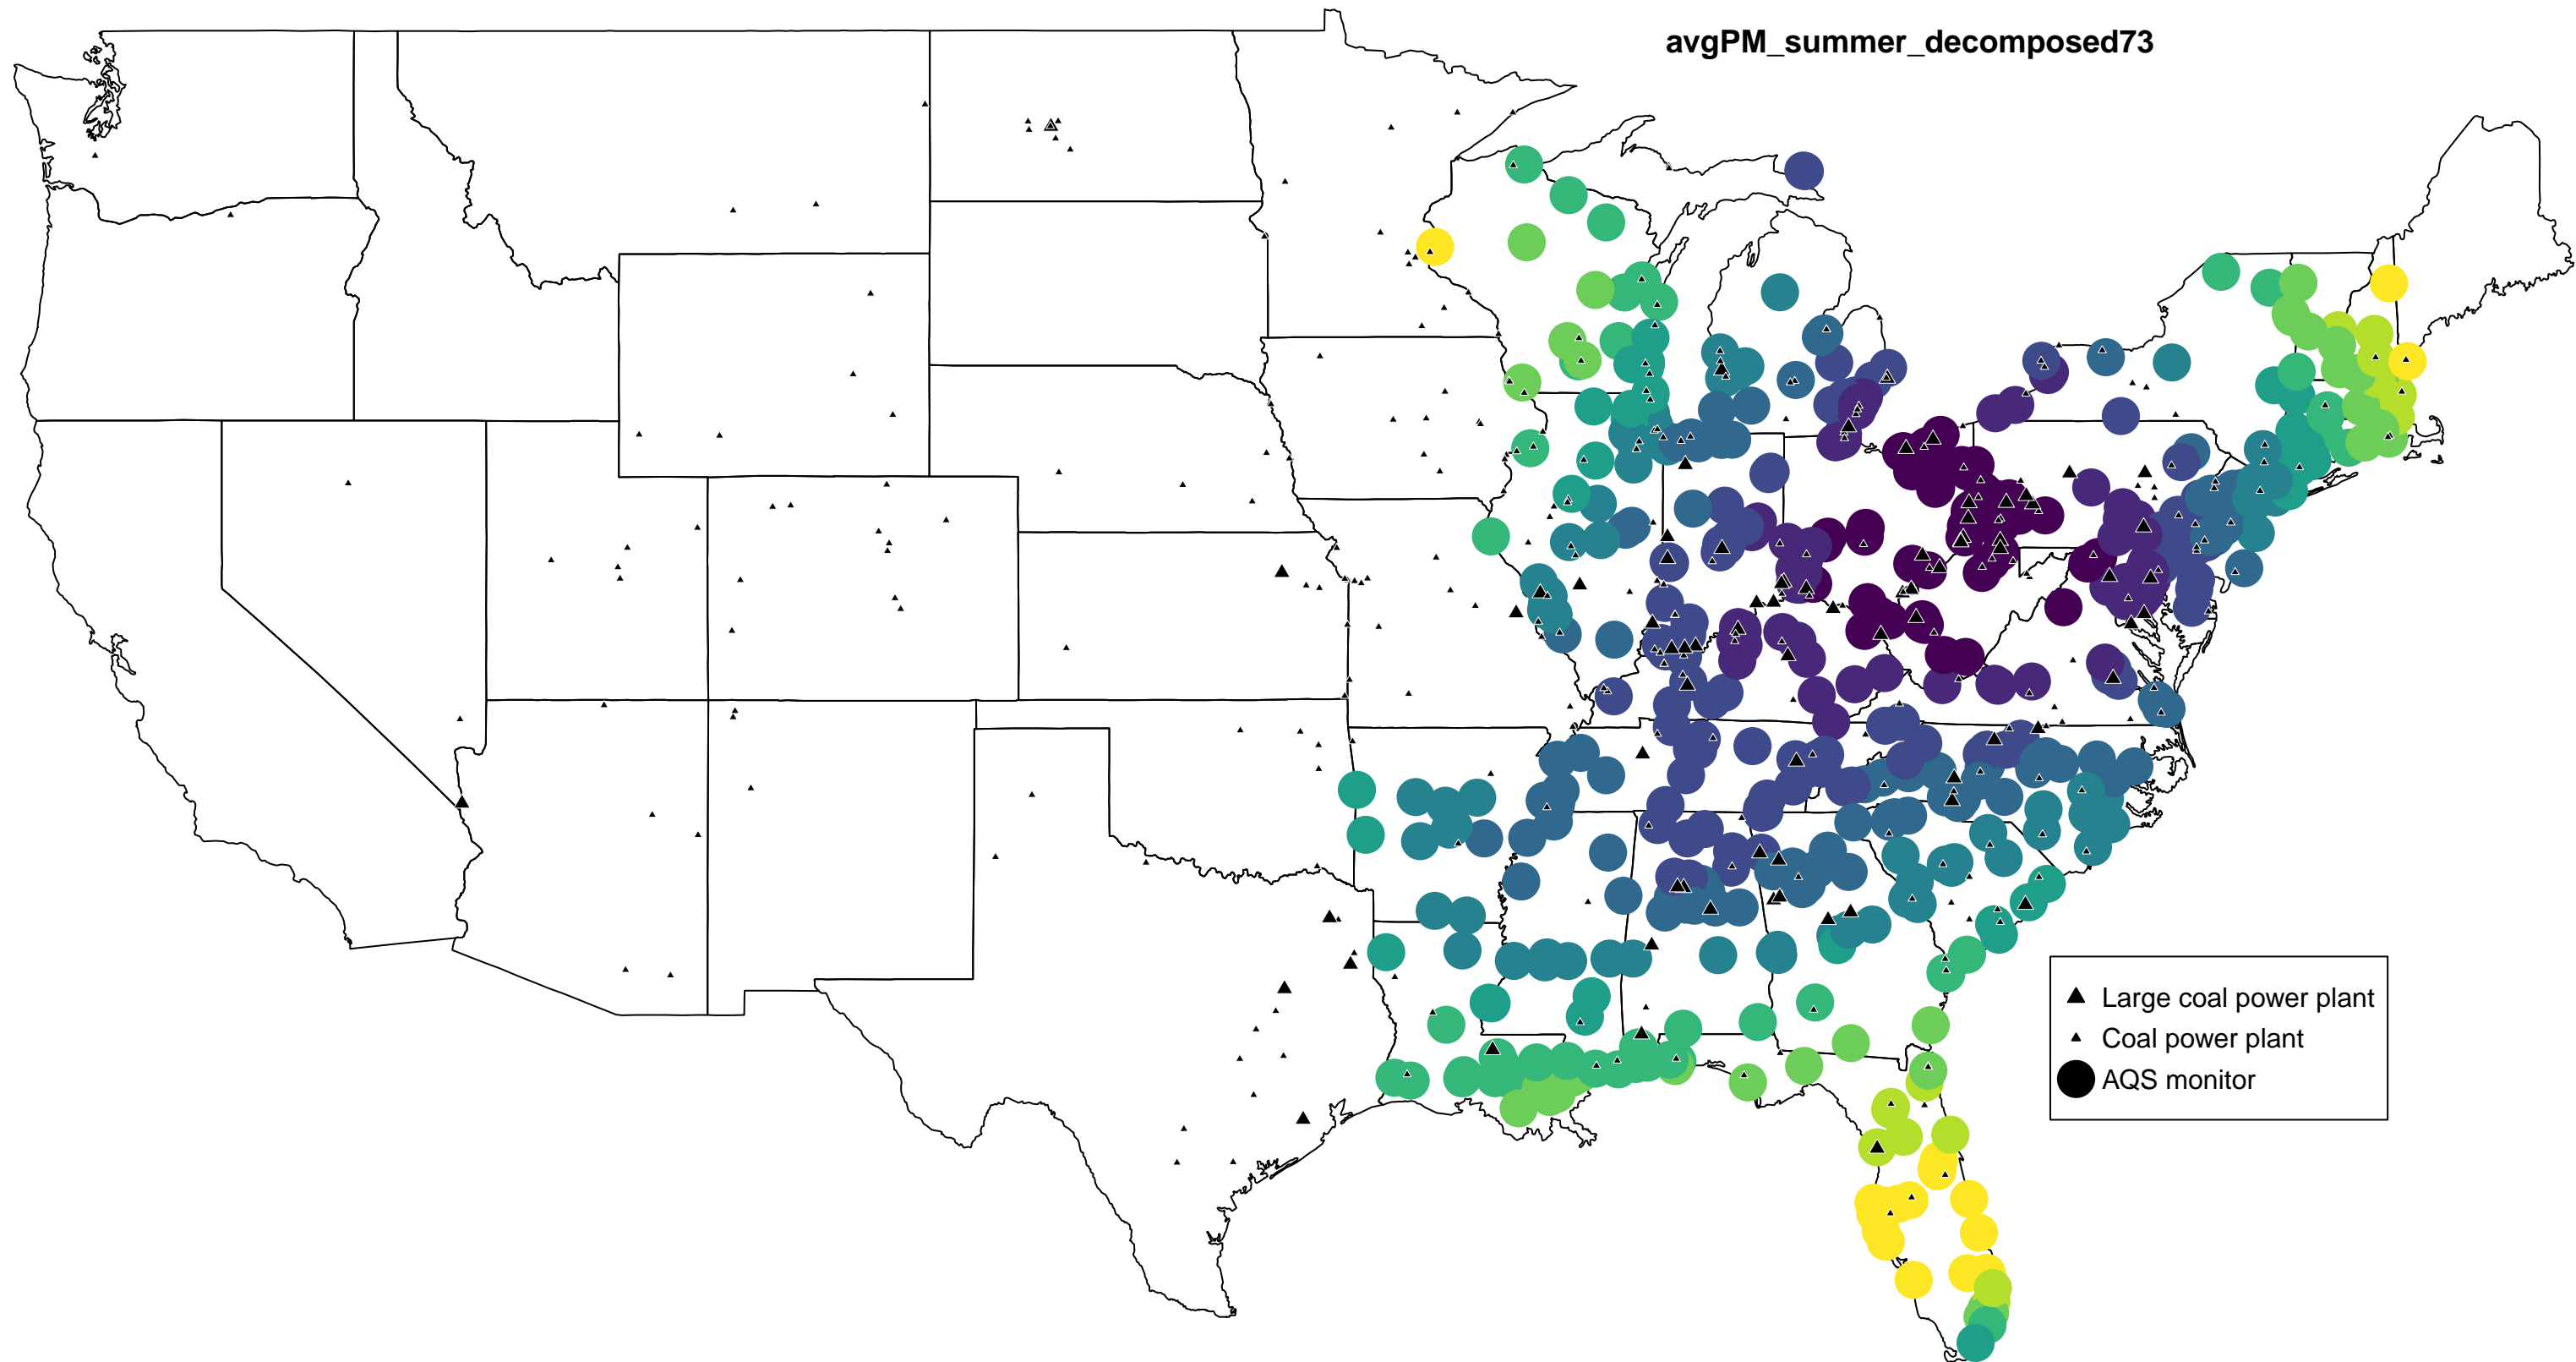 avgPM_summer_decomposed73
Large coal power plant
Coal power plant
AQS monitor